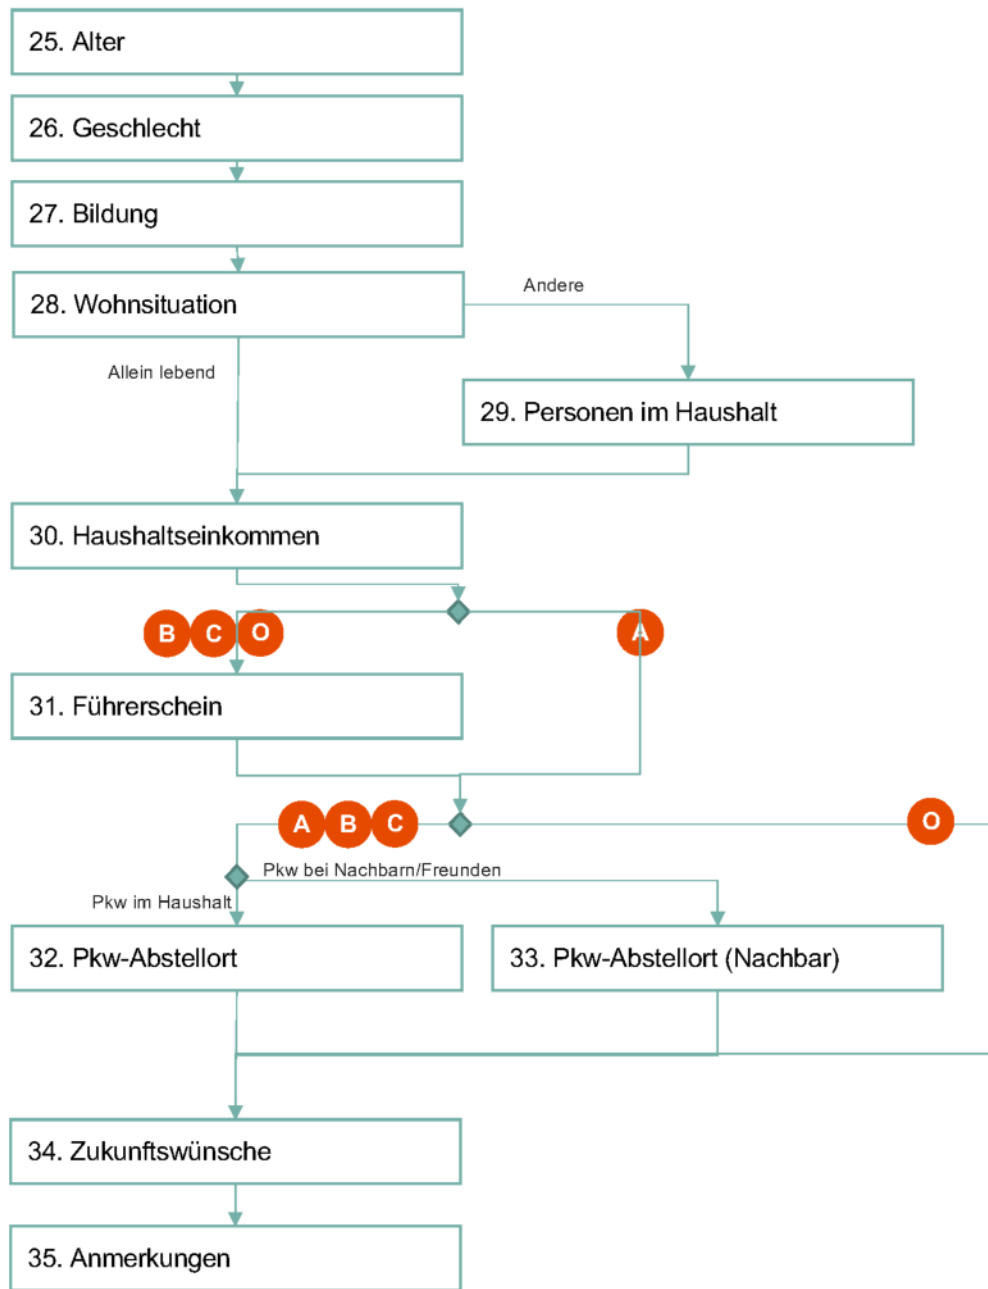 25. Alter
26. Geschlecht
27. Bildung
28. Wohnsituation
Andere
Allein lebend
29. Personen im Haushalt
30. Haushaltseinkommen
B C O
A
31. Führerschein
A B C
O
Pkw bei Nachbarn/Freunden
Pkw im Haushalt
32. Pkw-Abstellort
33. Pkw-Abstellort (Nachbar)
34. Zukunftswünsche
35. Anmerkungen